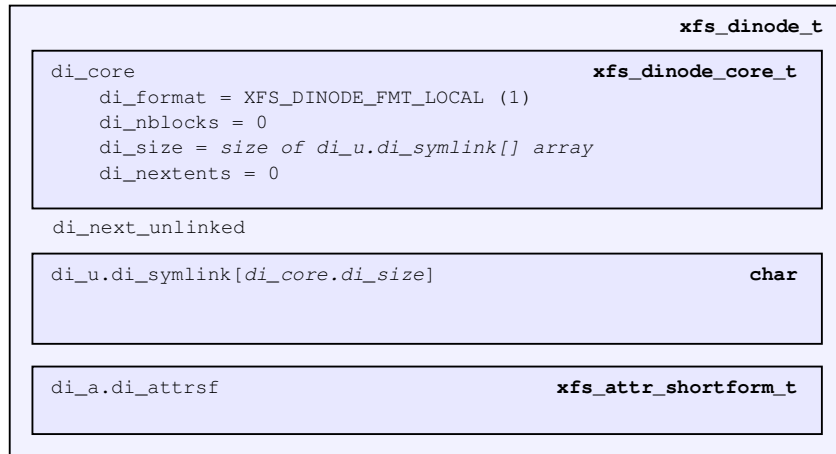 xfs_dinode_t
di_core xfs_dinode_core_t
di_format = XFS_DINODE_FMT_LOCAL (1)
di_nblocks = 0
di_size = size of di_u.di_symlink[] array
di_nextents = 0
di_next_unlinked
di_u.di_symlink[di_core.di_size] char
di_a.di_attrsf xfs_attr_shortform_t